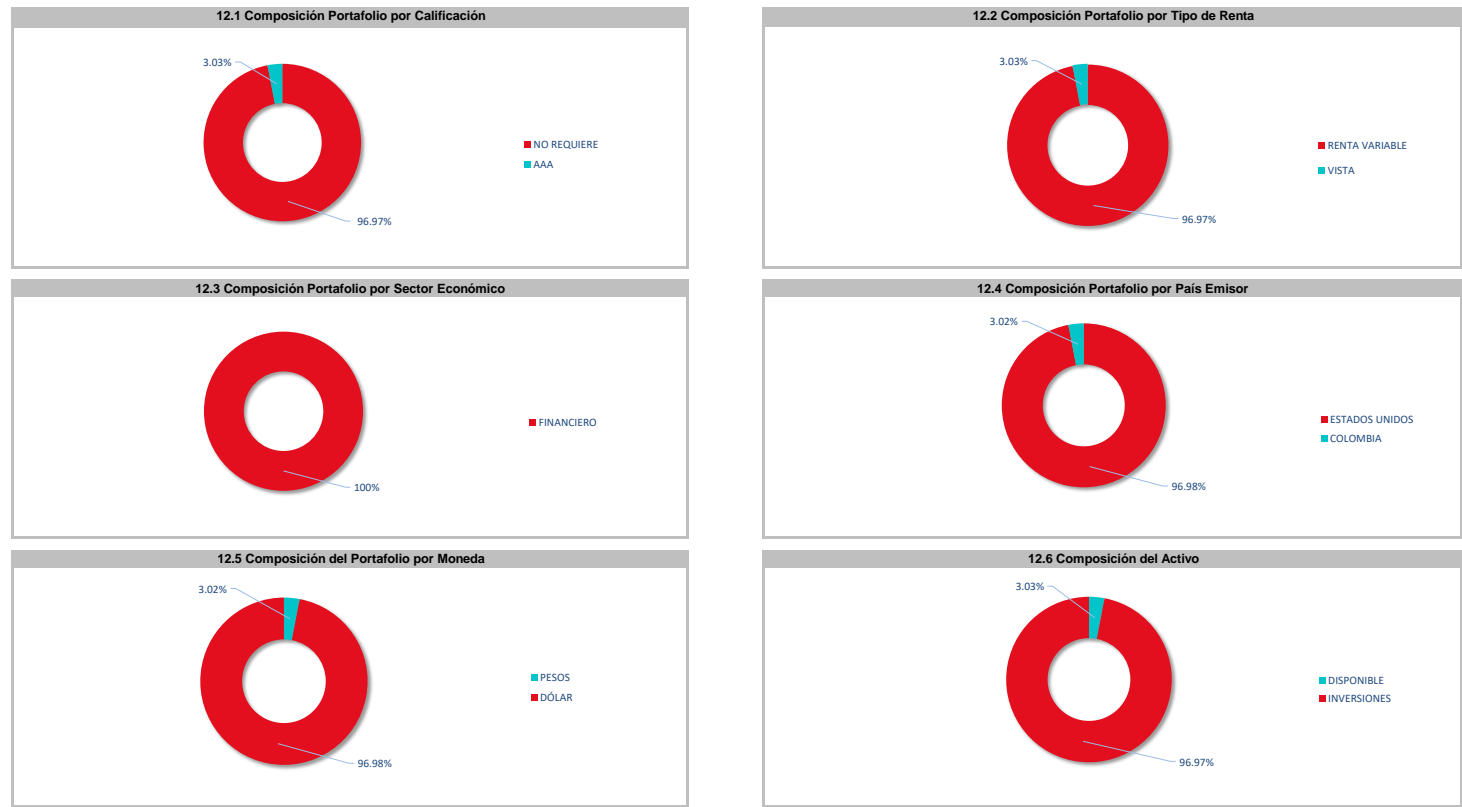 12.1 Composición Portafolio por Calificación
3.03%
NO REQUIERE
AAA
96.97%
12.2 Composición Portafolio por Tipo de Renta
3.03%
RENTA VARIABLE
VISTA
96.97%
12.3 Composición Portafolio por Sector Económico
FINANCIERO
100%
12.4 Composición Portafolio por País Emisor
3.02%
ESTADOS UNIDOS
COLOMBIA
96.98%
12.5 Composición del Portafolio por Moneda
3.02%
PESOS
DÓLAR
96.98%
12.6 Composición del Activo
3.03%
DISPONIBLE
INVERSIONES
96.97%